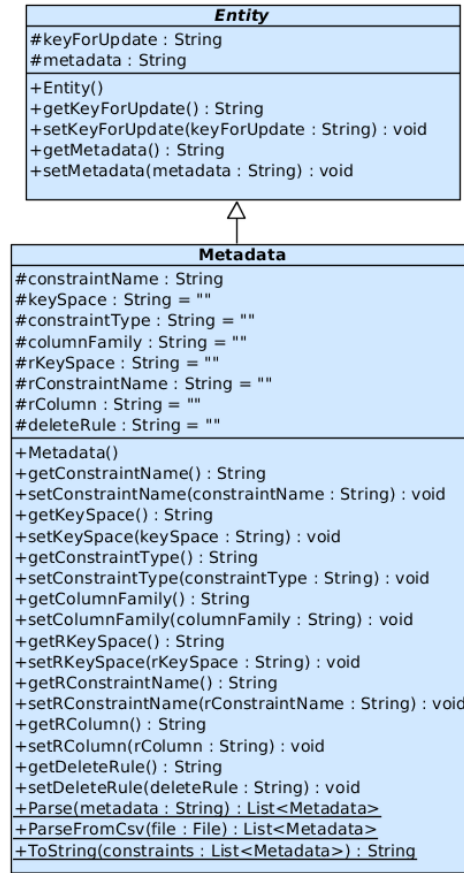 Entity
#keyForUpdate : String
#metadata : String
+Entity()
+getKeyForUpdate() : String
+setKeyForUpdate(keyForUpdate : String) : void
+getMetadata() : String
+setMetadata(metadata : String) : void
Metadata
#constraintName : String
#keySpace : String = ""
#constraintType : String = ""
#columnFamily : String = ""
#rKeySpace : String = ""
#rConstraintName : String = ""
#rColumn : String = ""
#deleteRule : String = ""
+Metadata()
+getConstraintName() : String
+setConstraintName(constraintName : String) : void
+getKeySpace() : String
+setKeySpace(keySpace : String) : void
+getConstraintType() : String
+setConstraintType(constraintType : String) : void
+getColumnFamily() : String
+setColumnFamily(columnFamily : String) : void
+getRKeySpace() : String
+setRKeySpace(rKeySpace : String) : void
+getRConstraintName() : String
+setRConstraintName(rConstraintName : String) : void
+getRColumn() : String
+setRColumn(rColumn : String) : void
+getDeleteRule() : String
+setDeleteRule(deleteRule : String) : void
+Parse(metadata : String) : List<Metadata>
+ParseFromCsv(file : File) : List<Metadata>
+ToString(constraints : List<Metadata>) : String